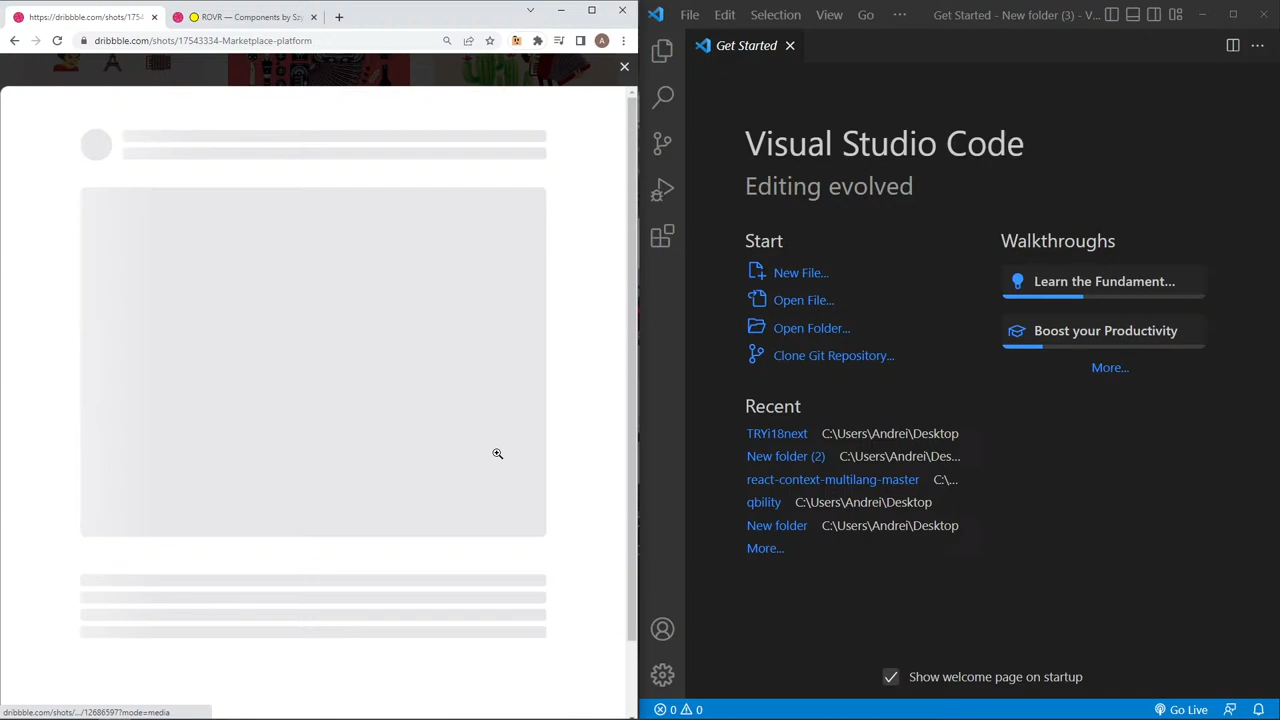 https://dribbble.com/shots/1754
ROVR — Components by Szy
dribbble.com/shots/17543334-Marketplace-platform
A
dribbble.com/shots/.../12686597?mode=media
File Edit Selection View Go ··· Get Started - New folder (3) - V...
Get Started
Visual Studio Code
Editing evolved
Start
New File...
Open File...
Open Folder...
Clone Git Repository...
Walkthroughs
Learn the Fundament...
Boost your Productivity
More...
Recent
TRYi18next C:\Users\Andrei\Desktop
New folder (2) C:\Users\Andrei\Des...
react-context-multilang-master C:\...
qbility C:\Users\Andrei\Desktop
New folder C:\Users\Andrei\Desktop
More...
Show welcome page on startup
0 0 Go Live